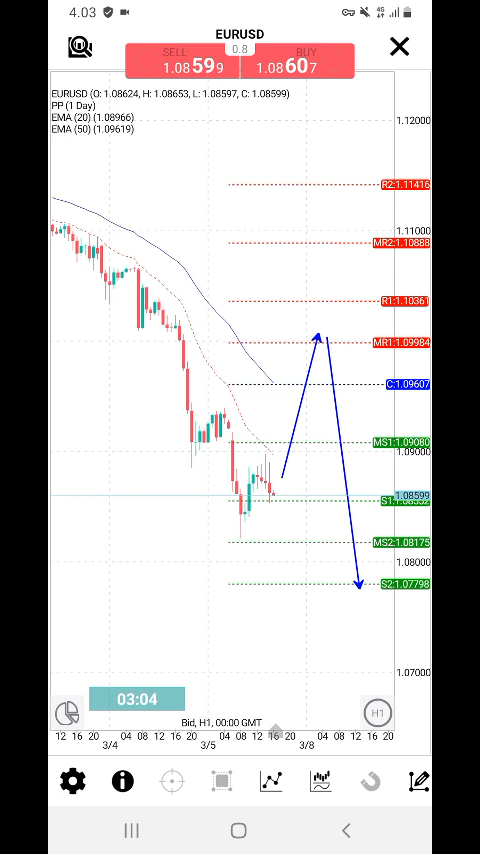 4.03
4G
EURUSD
SELL
0.8
BUY
1.08599
1.08607
EURUSD (O: 1.08624, H: 1.08653, L: 1.08597, C: 1.08599)
PP (1 Day)
EMA (20) (1.08966)
EMA (50) (1.09619)
1.12000
R2:1.11416
1.11000
MR2:1.10888
R1:1.10361
MR1:1.09984
C:1.09607
MS1:1.09080
1.09000
1.08599
MS2:1.08175
1.08000
S2:1.07798
1.07000
03:04
H1
Bid, H1, 00:00 GMT
12 16 20 04 08 12 16 20 04 08 12 16 20 04 08 12 16 20
3/4 3/5 3/8